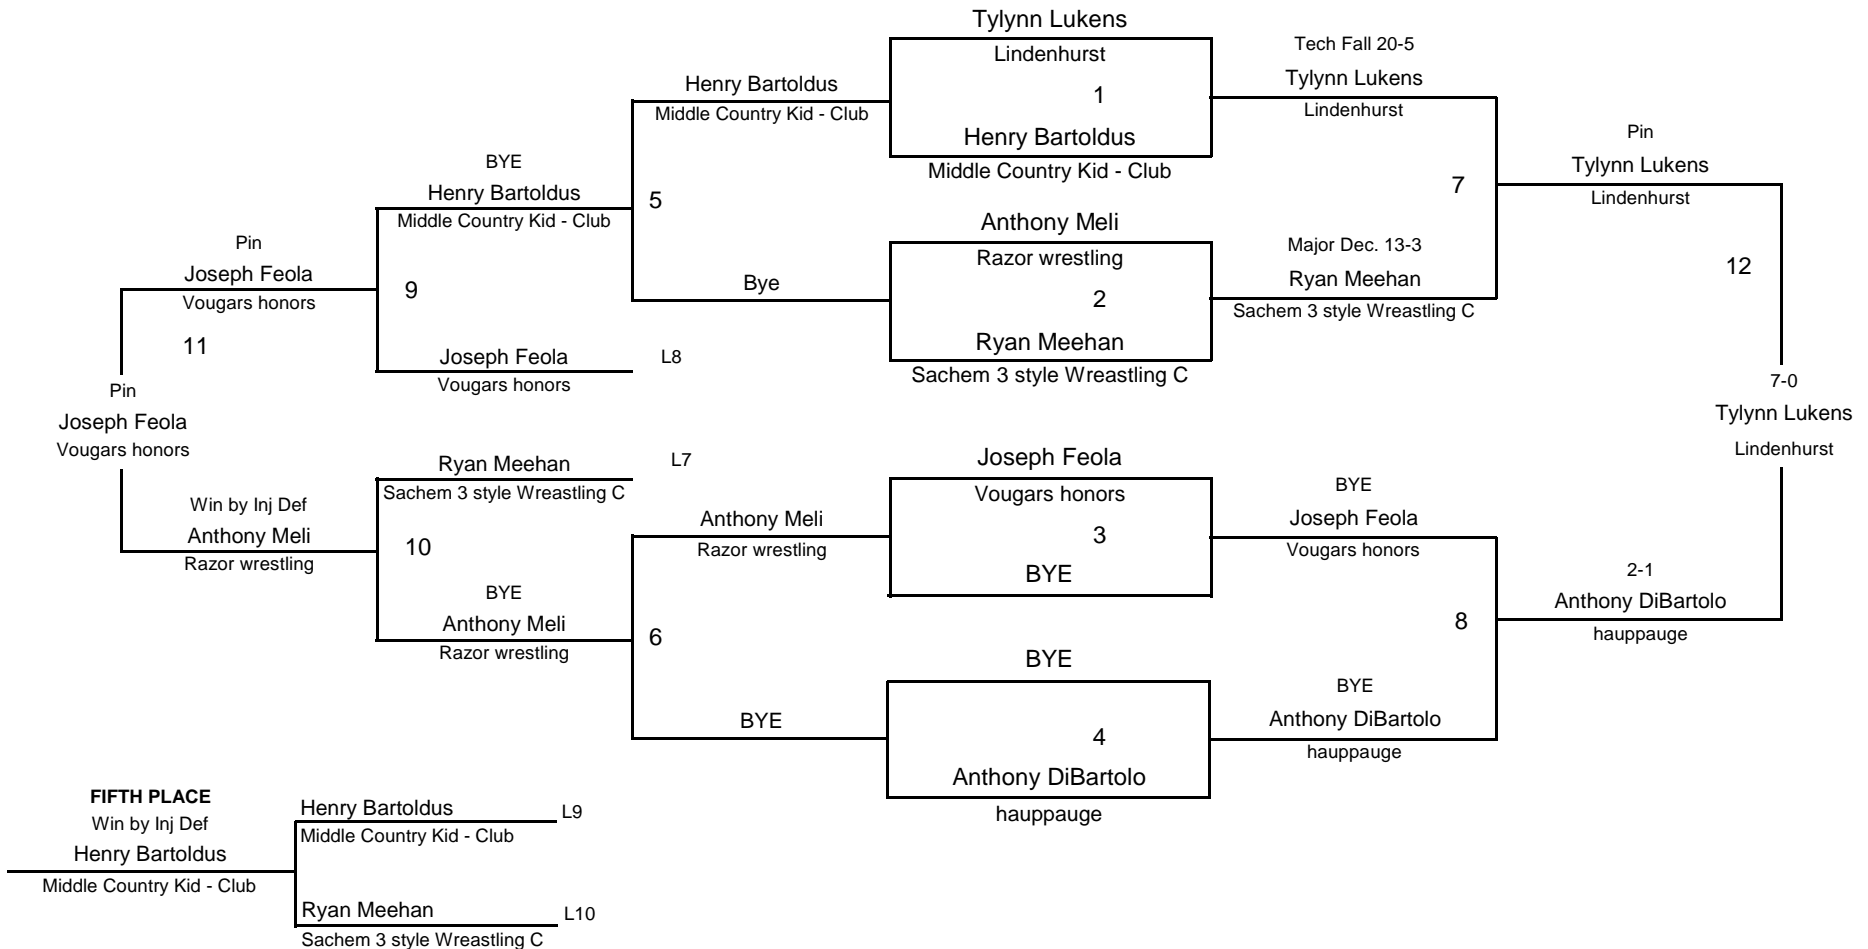 Tylynn Lukens
Lindenhurst
1
Henry Bartoldus
Middle Country Kid - Club
Anthony Meli
Razor wrestling
2
Ryan Meehan
Sachem 3 style Wreastling C
Joseph Feola
Vougars honors
3
BYE
BYE
4
Anthony DiBartolo
hauppauge
Tech Fall 20-5
Tylynn Lukens
Lindenhurst
7
Major Dec. 13-3
Ryan Meehan
Sachem 3 style Wreastling C
BYE
Joseph Feola
Vougars honors
8
BYE
Anthony DiBartolo
hauppauge
Pin
Tylynn Lukens
Lindenhurst
12
2-1
Anthony DiBartolo
hauppauge
7-0
Tylynn Lukens
Lindenhurst
Henry Bartoldus
Middle Country Kid - Club
5
Bye
Anthony Meli
Razor wrestling
6
BYE
BYE
Henry Bartoldus
Middle Country Kid - Club
9
Joseph Feola
L8
Vougars honors
Ryan Meehan
L7
Sachem 3 style Wreastling C
10
BYE
Anthony Meli
Razor wrestling
Pin
Joseph Feola
Vougars honors
11
Win by Inj Def
Anthony Meli
Razor wrestling
Pin
Joseph Feola
Vougars honors
FIFTH PLACE
Win by Inj Def
Henry Bartoldus
Middle Country Kid - Club
Henry Bartoldus
L9
Middle Country Kid - Club
Ryan Meehan
L10
Sachem 3 style Wreastling C